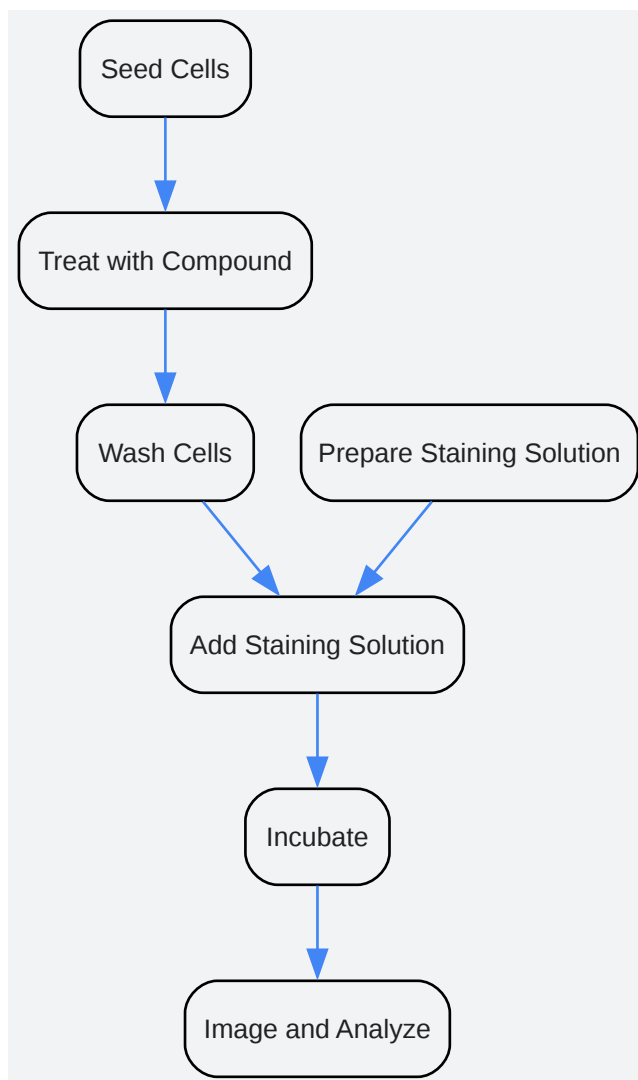 Seed Cells
Treat with Compound
Wash Cells
Prepare Staining Solution
Add Staining Solution
Incubate
Image and Analyze